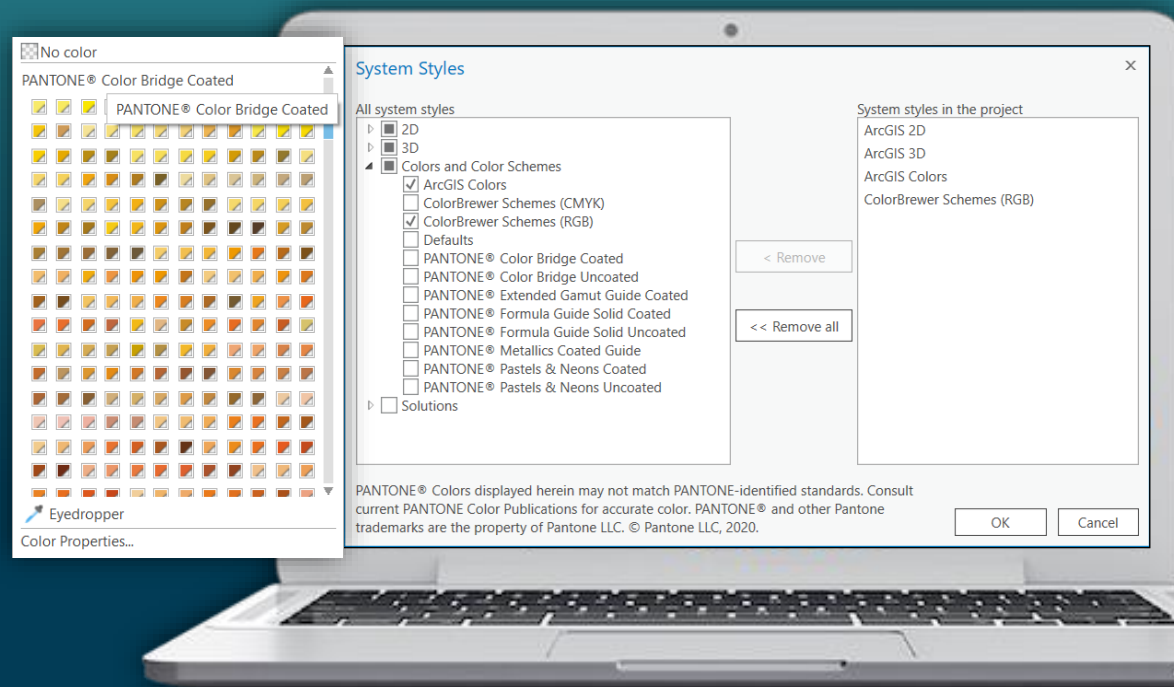 No color
PANTONE® Color Bridge Coated
PANTONE® Color Bridge Coated
Eyedropper
Color Properties...
System Styles
All system styles
2D
3D
Colors and Color Schemes
ArcGIS Colors
ColorBrewer Schemes (CMYK)
ColorBrewer Schemes (RGB)
Defaults
PANTONE® Color Bridge Coated
PANTONE® Color Bridge Uncoated
PANTONE® Extended Gamut Guide Coated
PANTONE® Formula Guide Solid Coated
PANTONE® Formula Guide Solid Uncoated
PANTONE® Metallics Coated Guide
PANTONE® Pastels & Neons Coated
PANTONE® Pastels & Neons Uncoated
Solutions
< Remove
<< Remove all
System styles in the project
ArcGIS 2D
ArcGIS 3D
ArcGIS Colors
ColorBrewer Schemes (RGB)
PANTONE® Colors displayed herein may not match PANTONE-identified standards. Consult
current PANTONE Color Publications for accurate color. PANTONE® and other Pantone
trademarks are the property of Pantone LLC. © Pantone LLC, 2020.
OK
Cancel